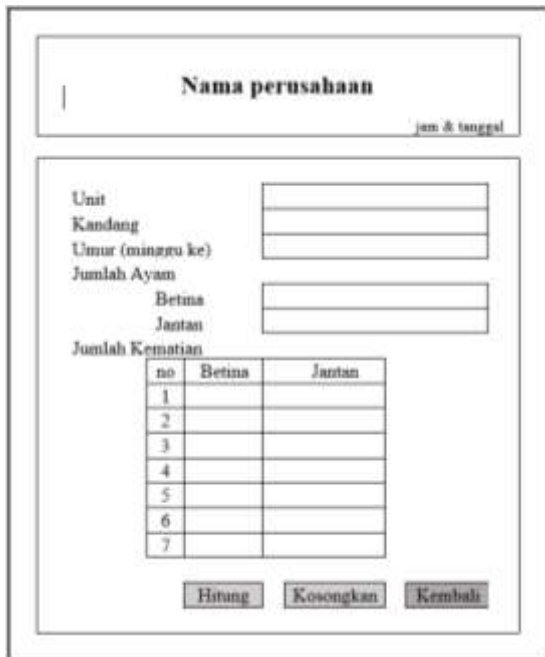 Nama perusahaan
jam & tanggal
Unit
Kandang
Umur (minggu ke)
Jumlah Ayam
Betina
Jantan
Jumlah Kematian
no Betina Jantan
1
2
3
4
5
6
7
Hitung Kosongkan Kembali